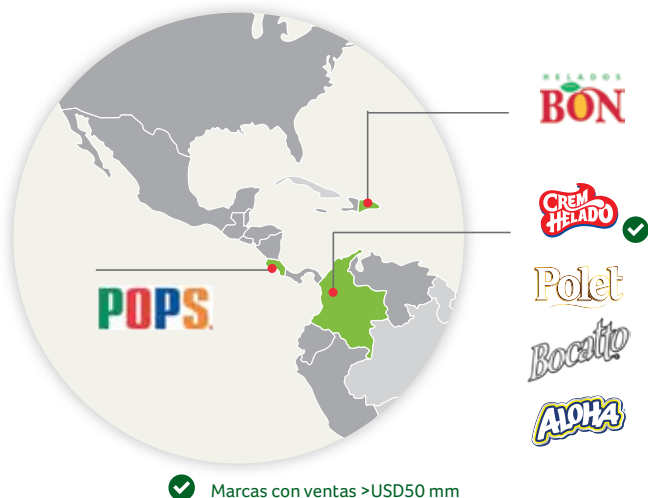 HELADOS
BON
CREM
HELADO
POPS
Polet
Bocatto
ALOHA
Marcas con ventas >USD50 mm